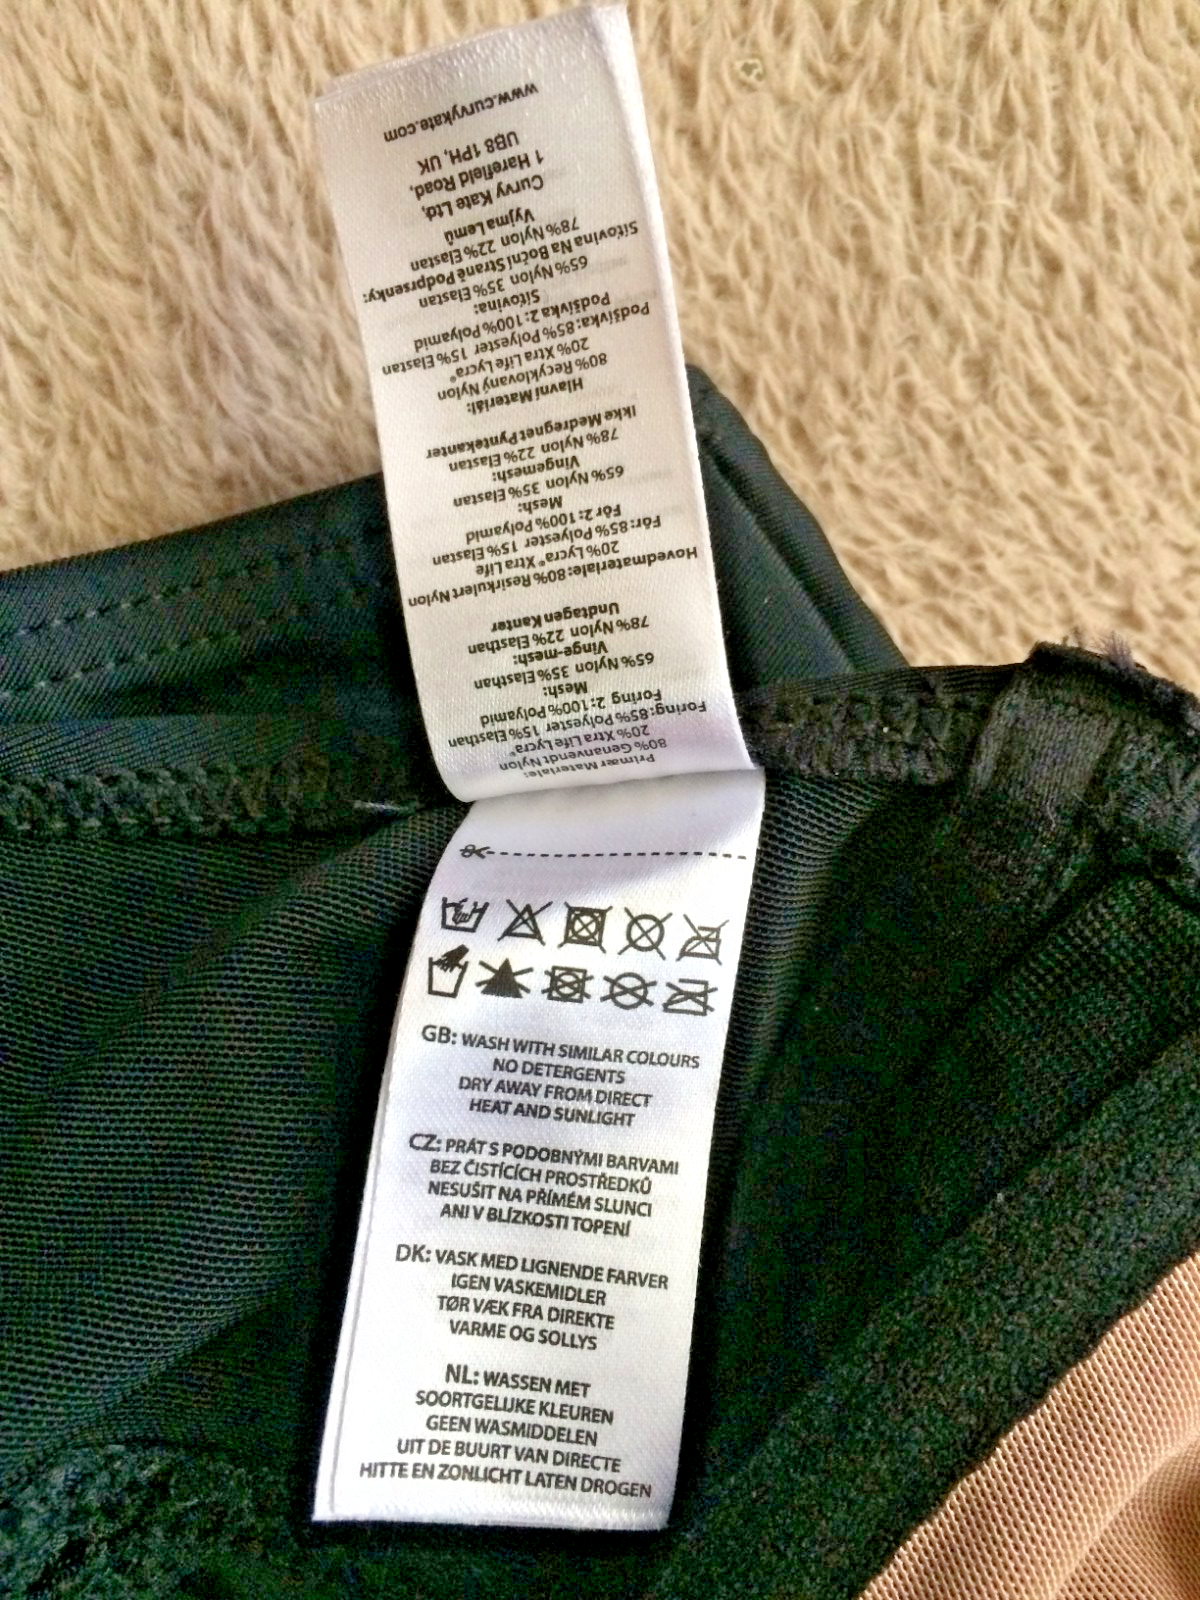 Primær Materiale:
80% Genanvendt Nylon
20% Xtra Life Lycra®
Foring: 85% Polyester 15% Elasthan
Foring 2: 100% Polyamid
Mesh:
65% Nylon 35% Elasthan
Vinge-mesh:
78% Nylon 22% Elasthan
Undtagen Kanter
Hovedmateriale: 80% Resirkulert Nylon
20% Lycra® Xtra Life
Fór: 85% Polyester 15% Elastan
Fór 2: 100% Polyamid
Mesh:
65% Nylon 35% Elastan
Vingemesh:
78% Nylon 22% Elastan
Ikke Medregnet Pyntekanter
Hlavní Materiál:
80% Recyklovaný Nylon
20% Xtra Life Lycra®
Podšívka: 85% Polyester 15% Elastan
Podšívka 2: 100% Polyamid
Síťovina:
65% Nylon 35% Elastan
Síťovina Na Boční Straně Podprsenky:
78% Nylon 22% Elastan
Vyjma Lemů
Curvy Kate Ltd,
1 Harefield Road,
UB8 1PH, UK
www.curvykate.com
GB: WASH WITH SIMILAR COLOURS
NO DETERGENTS
DRY AWAY FROM DIRECT
HEAT AND SUNLIGHT
CZ: PRÁT S PODOBNÝMI BARVAMI
BEZ ČISTÍCÍCH PROSTŘEDKŮ
NESUŠIT NA PŘÍMÉM SLUNCI
ANI V BLÍZKOSTI TOPENÍ
DK: VASK MED LIGNENDE FARVER
IGEN VASKEMIDLER
TØR VÆK FRA DIREKTE
VARME OG SOLLYS
NL: WASSEN MET
SOORTGELIJKE KLEUREN
GEEN WASMIDDELEN
UIT DE BUURT VAN DIRECTE
HITTE EN ZONLICHT LATEN DROGEN